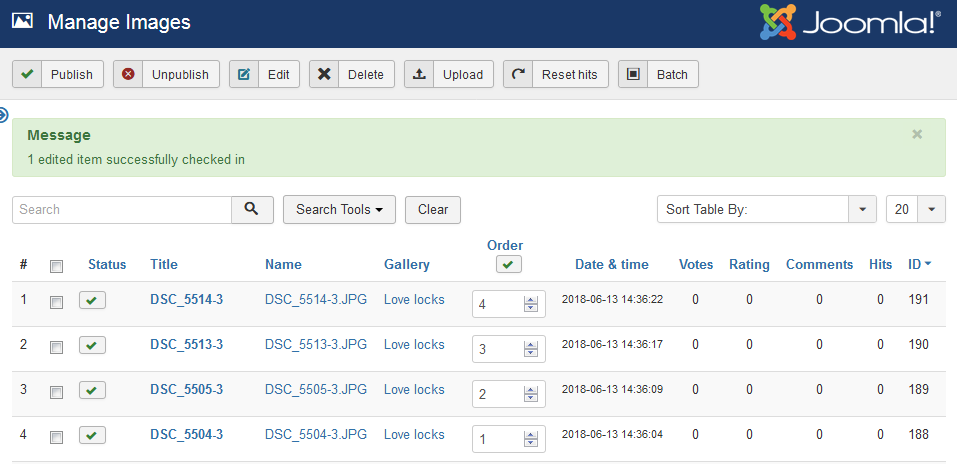 Manage Images
Joomla!®
Publish Unpublish Edit Delete Upload Reset hits Batch
Message ×
1 edited item successfully checked in
Search Search Tools Clear Sort Table By: 20
Order
# Status Title Name Gallery Date & time Votes Rating Comments Hits ID
1 DSC_5514-3 DSC_5514-3.JPG Love locks 4 2018-06-13 14:36:22 0 0 0 0 191
2 DSC_5513-3 DSC_5513-3.JPG Love locks 3 2018-06-13 14:36:17 0 0 0 0 190
3 DSC_5505-3 DSC_5505-3.JPG Love locks 2 2018-06-13 14:36:09 0 0 0 0 189
4 DSC_5504-3 DSC_5504-3.JPG Love locks 1 2018-06-13 14:36:04 0 0 0 0 188